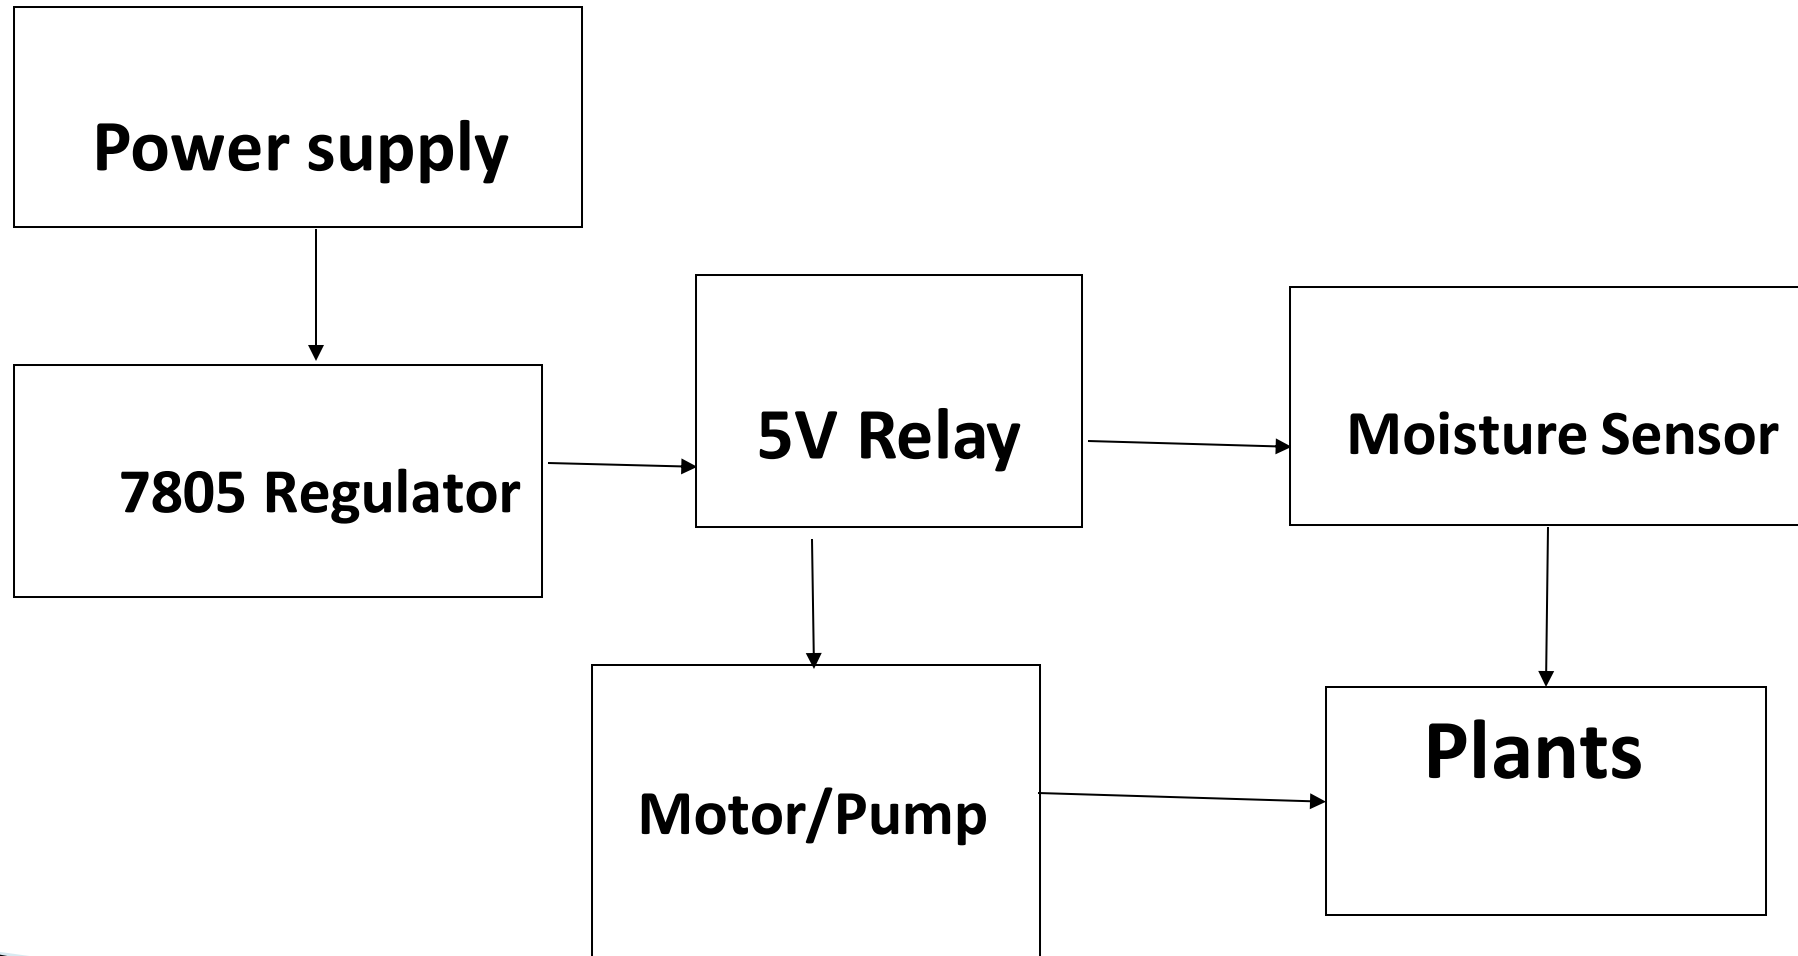 Power supply
7805 Regulator
5V Relay
Moisture Sensor
Motor/Pump
Plants